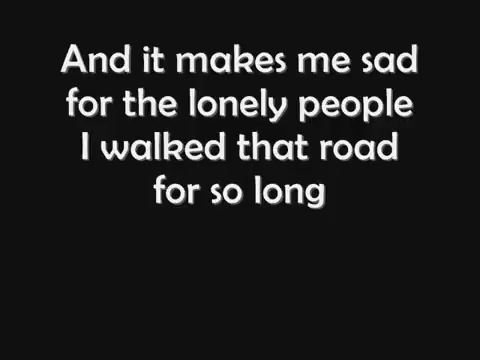 And it makes me sad
for the lonely people
I walked that road
for so long